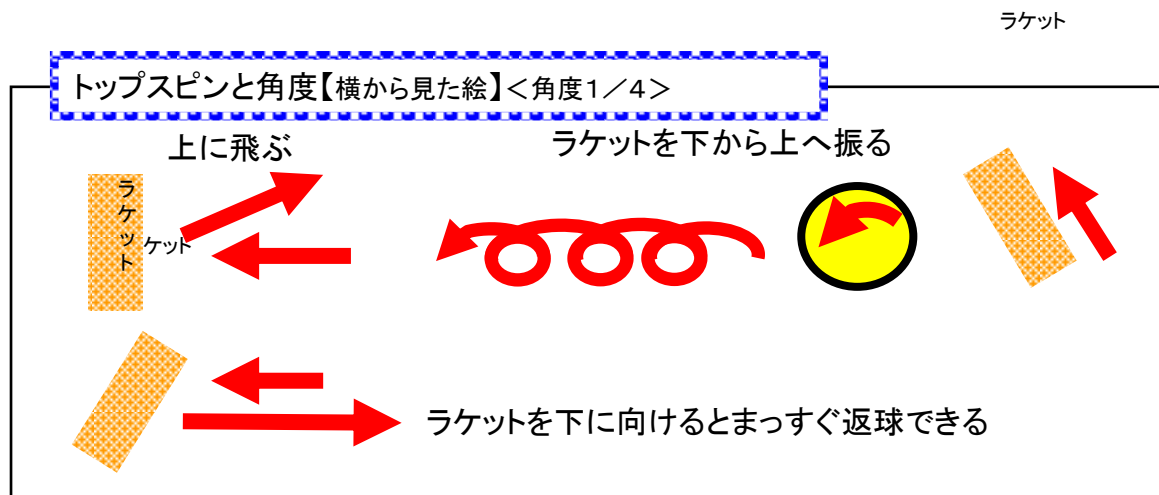 ラケット
トップスピンと角度【横から見た絵】＜角度１／４＞
上に飛ぶ
ラケットを下から上へ振る
ラケット
ケット
ラケットを下に向けるとまっすぐ返球できる